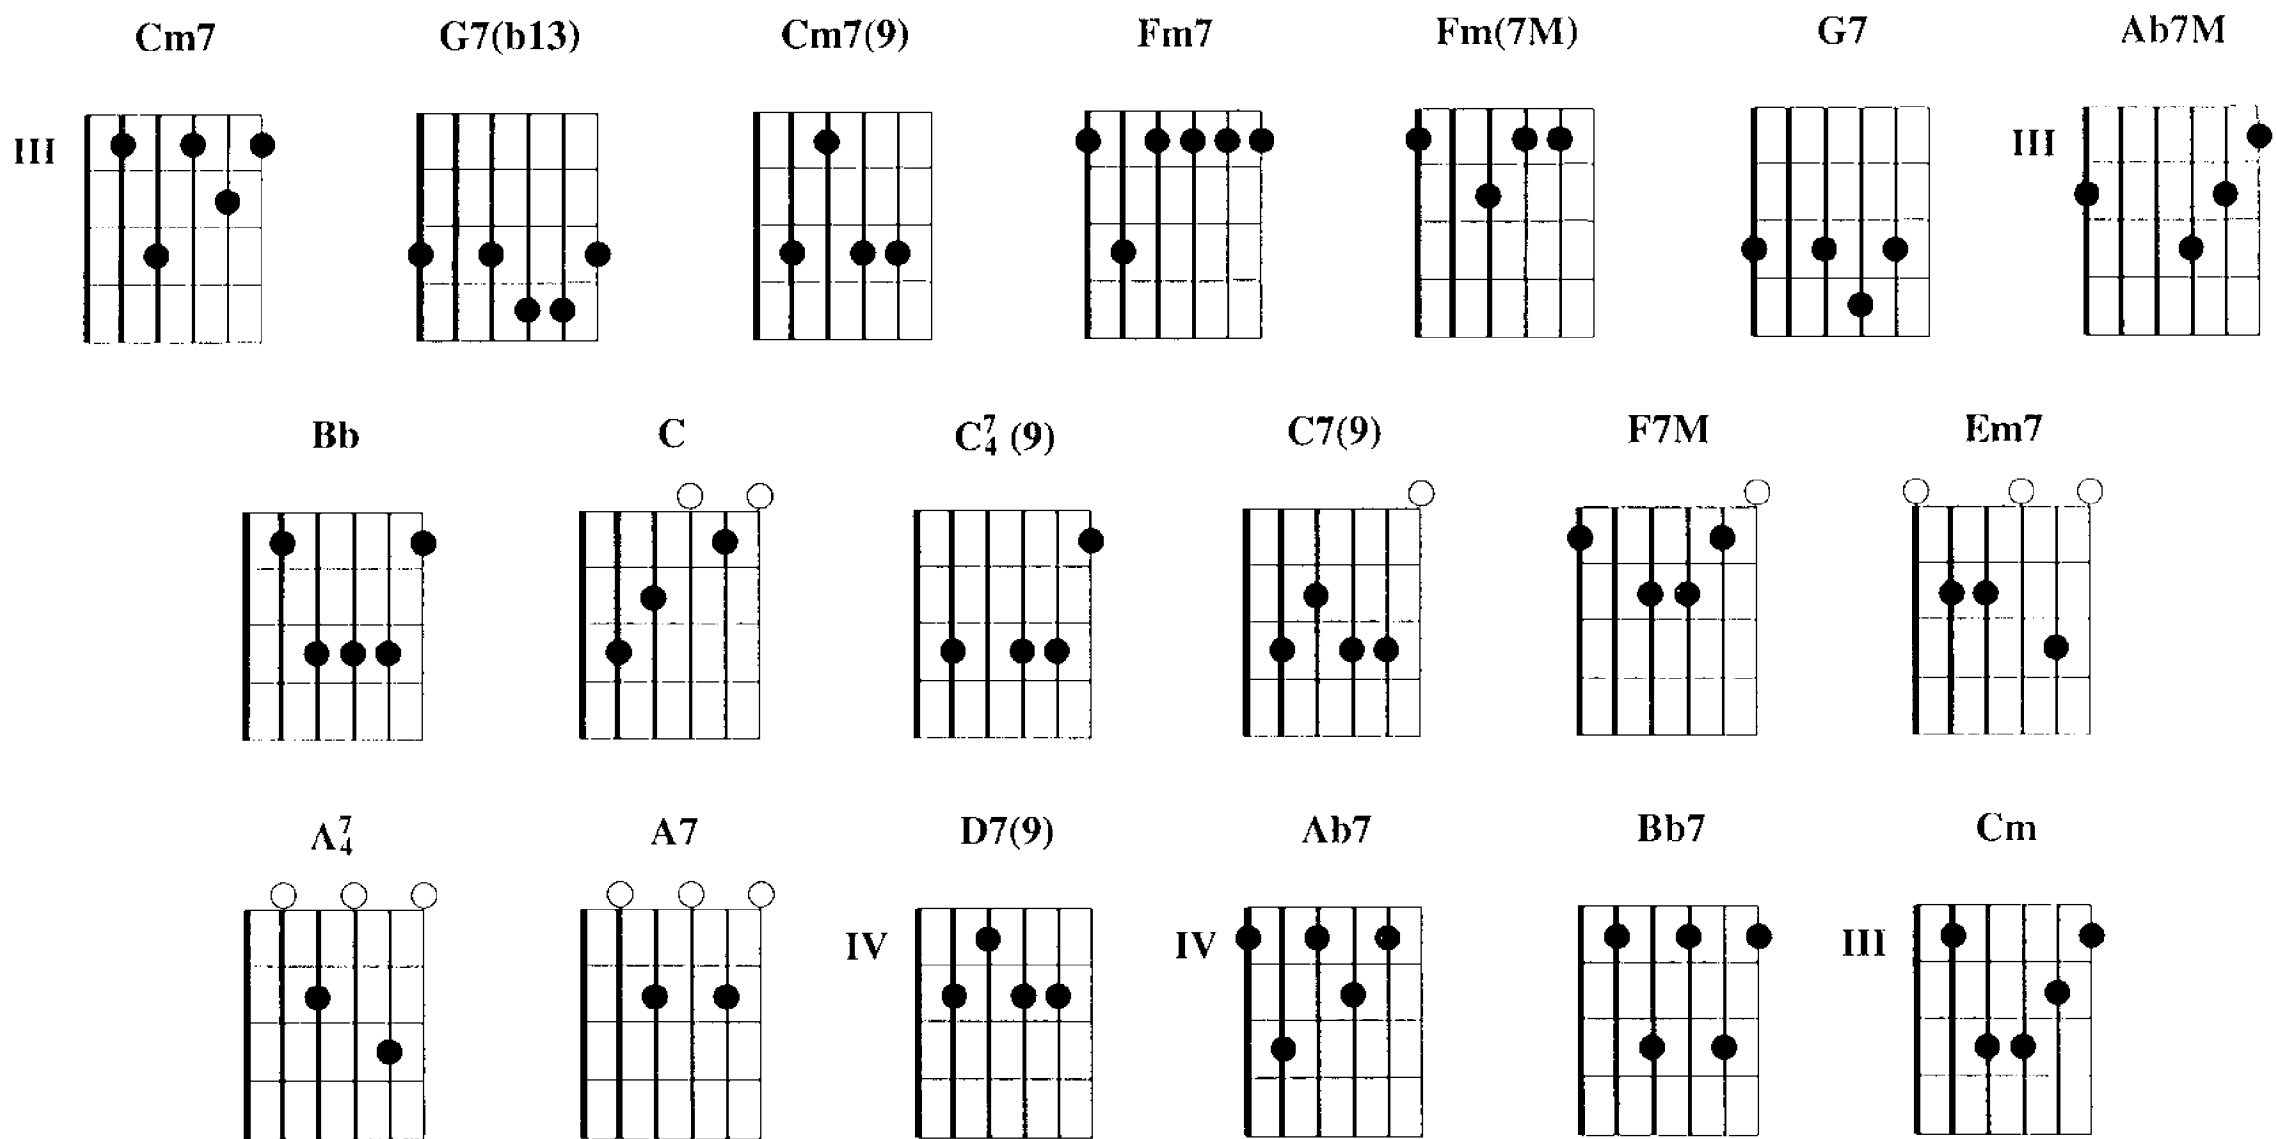 Cm7 G7(b13) Cm7(9) Fm7 Fm(7M) G7 Ab7M
III III
Bb C C7/4 (9) C7(9) F7M Em7
A7/4 A7 D7(9) Ab7 Bb7 Cm
IV IV III